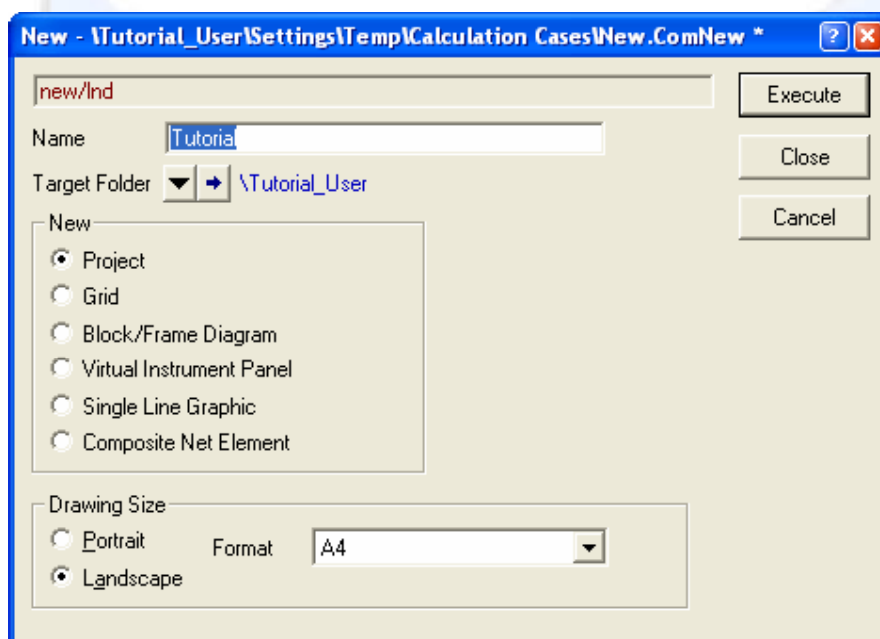 New - \Tutorial_User\Settings\Temp\Calculation Cases\New.ComNew *
new/lnd
Execute
Name Tutorial
Close
Target Folder \Tutorial_User
Cancel
New
Project
Grid
Block/Frame Diagram
Virtual Instrument Panel
Single Line Graphic
Composite Net Element
Drawing Size
Portrait Format A4
Landscape